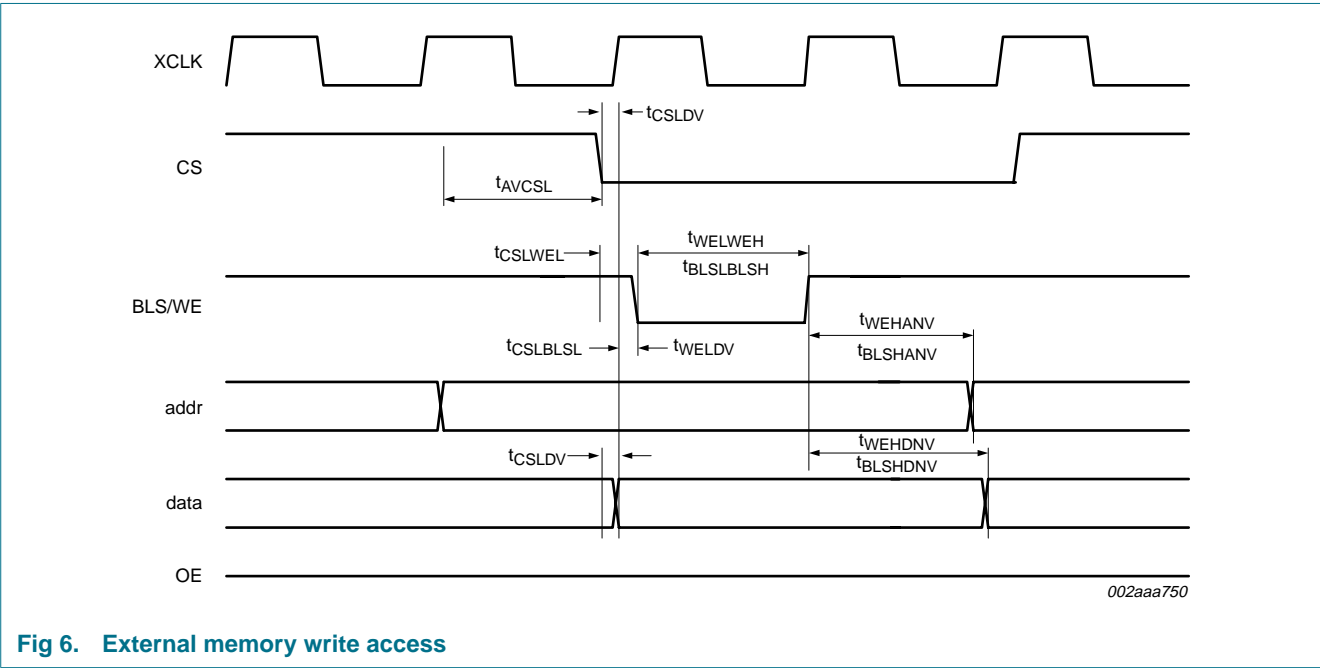 XCLK
tCSLDV
CS
tAVCSL
tCSLWEL
tWELWEH
tBLSLBLSH
BLS/WE
tWEHANV
tCSLBLSL
tWELDV
tBLSHANV
addr
tWEHDNV
tCSLDV
tBLSHDNV
data
OE
002aaa750
Fig 6. External memory write access